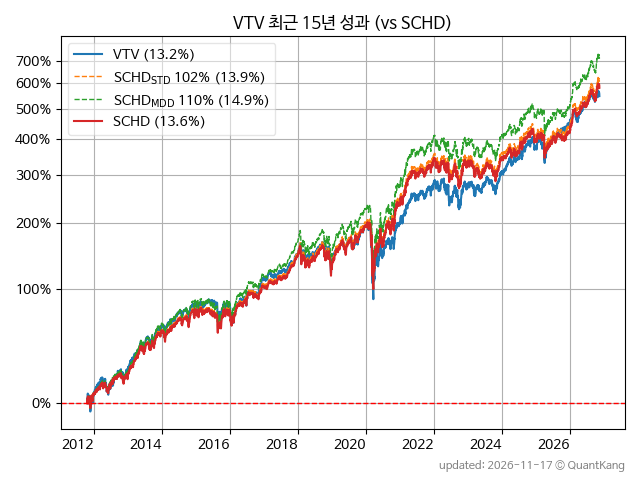 VTV 최근 15년 성과 (vs SCHD)
VTV (13.2%)
SCHD_STD 102% (13.9%)
SCHD_MDD 110% (14.9%)
SCHD (13.6%)
700%
600%
500%
400%
300%
200%
100%
0%
2012 2014 2016 2018 2020 2022 2024 2026
updated: 2026-11-17 © QuantKang